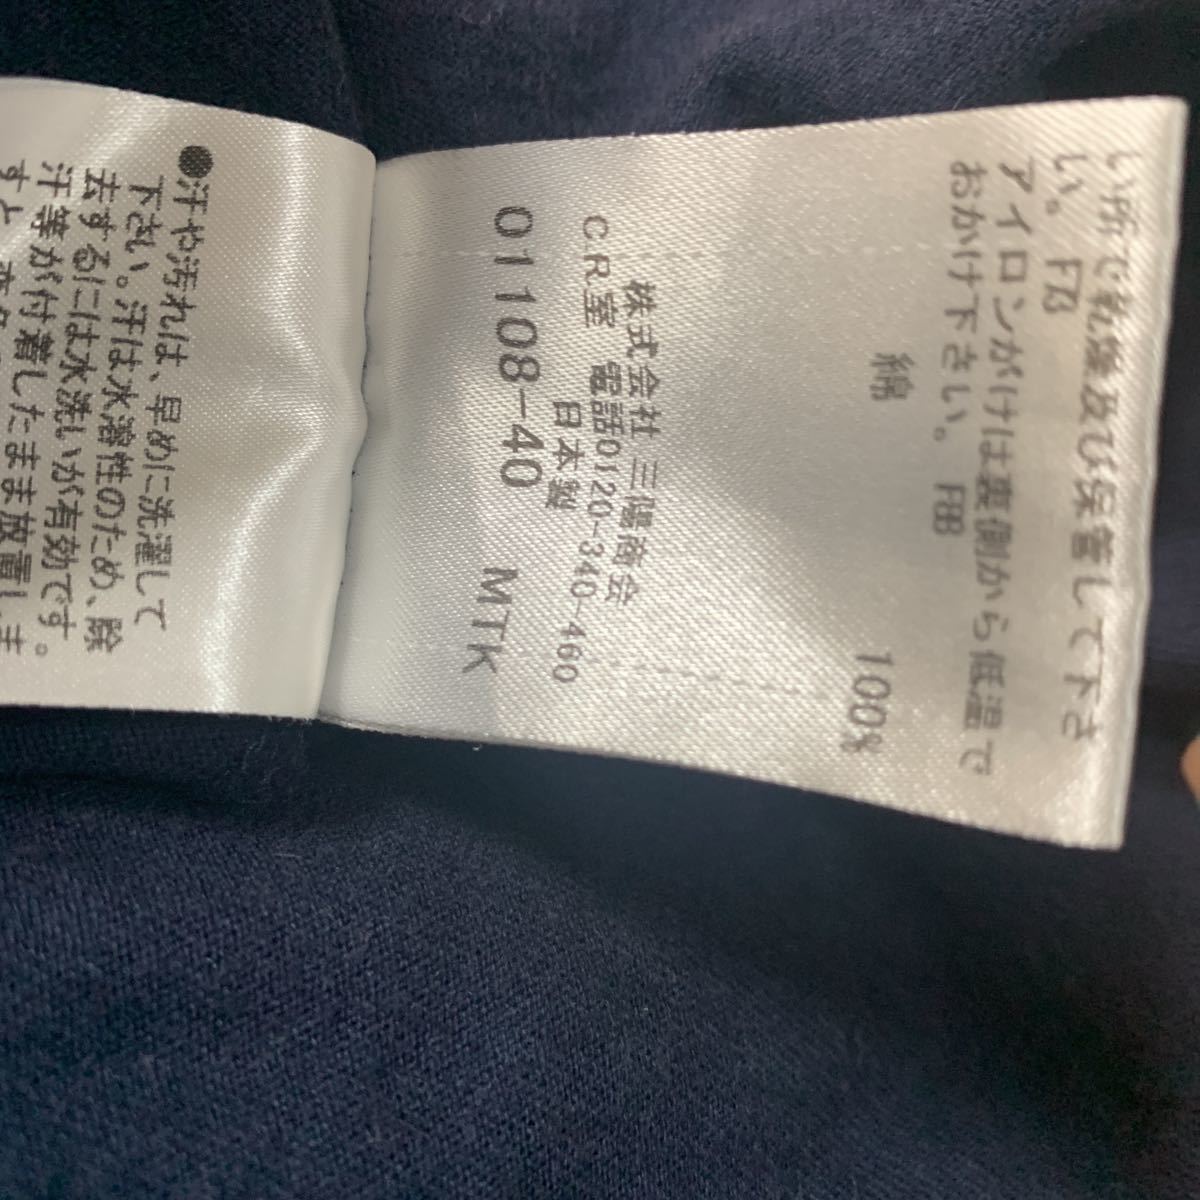 い所で乾燥及び保管して下さ
い。FB
アイロンがけは裏側から低温で
おかけ下さい。FBB
綿 100%
株式会社 三陽商会
C.R.室 電話0120-340-460
日本製
01108-40 MTK
●汗や汚れは、早めに洗濯して
下さい。汗は水溶性のため、除
去するには水洗いが有効です。
汗等が付着したまま放置しま
すと